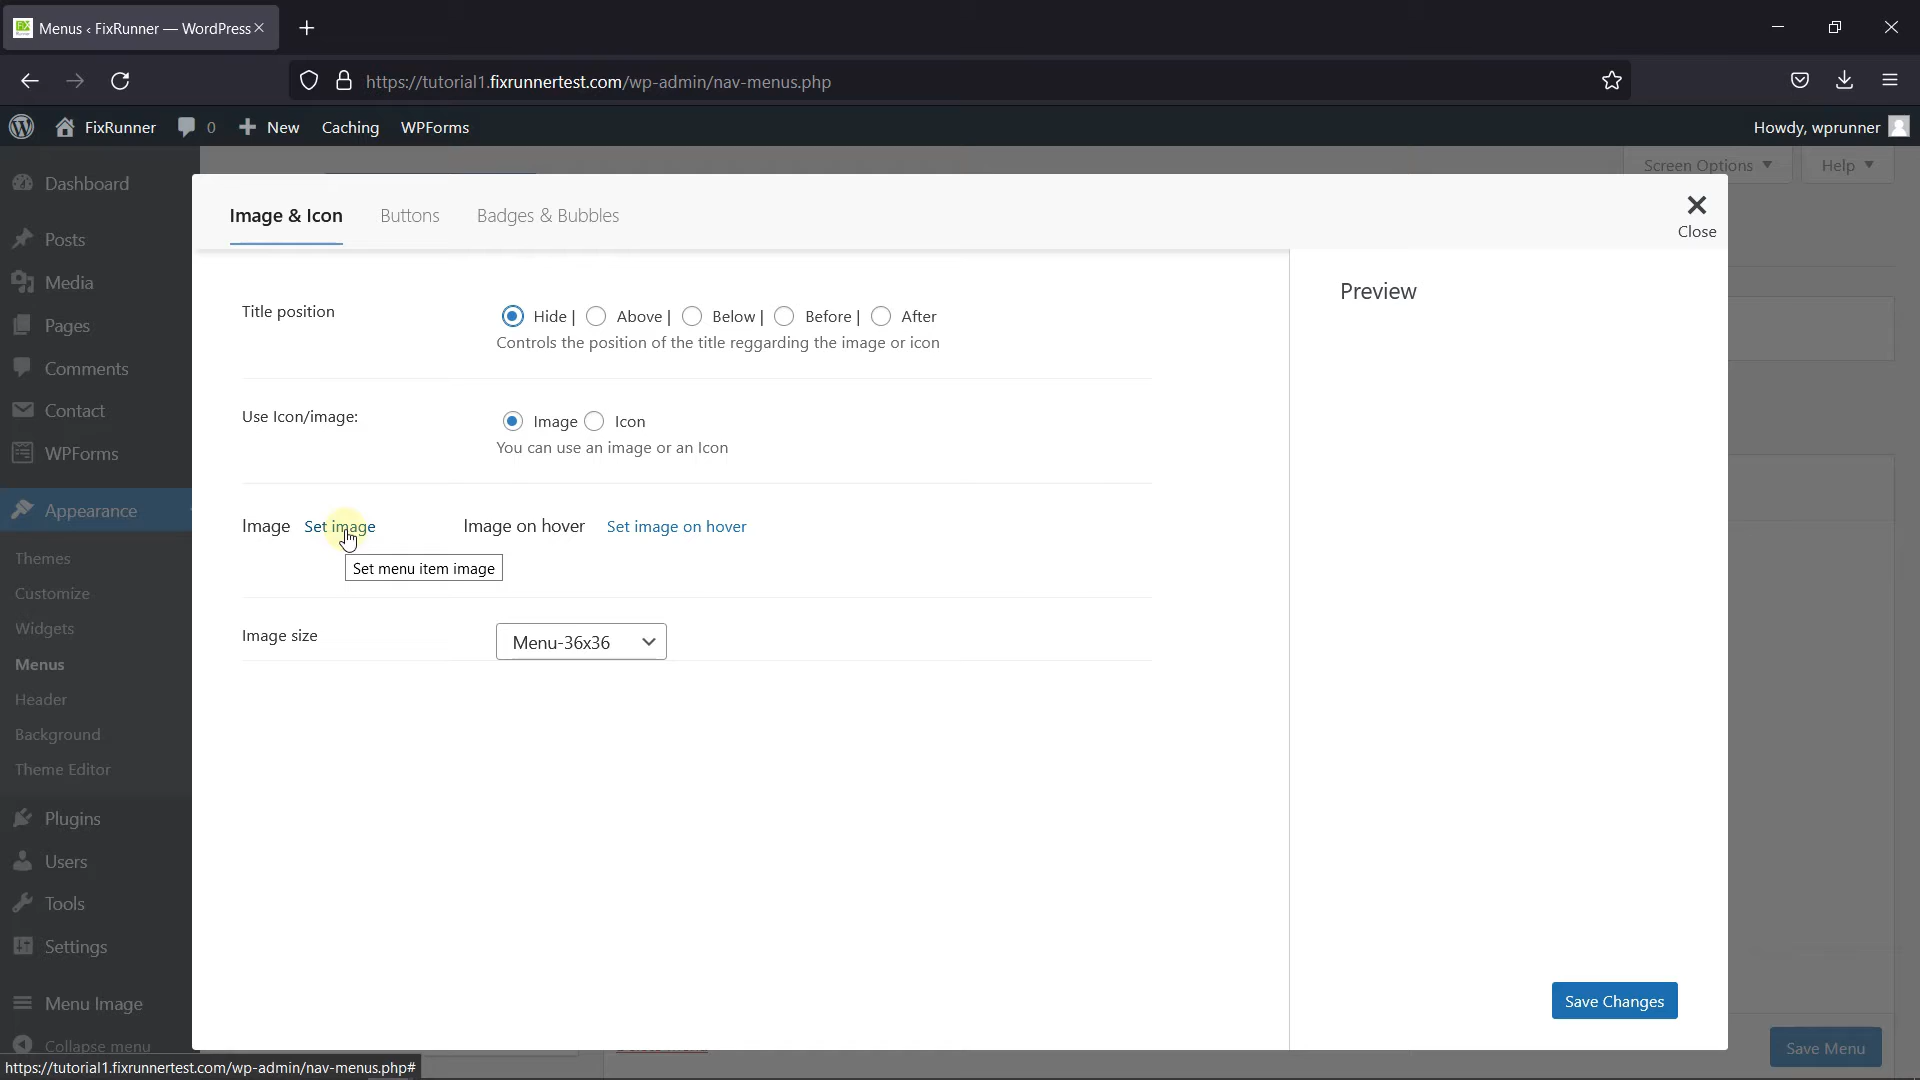 Menus ‹ FixRunner — WordPress
https://tutorial1.fixrunnertest.com/wp-admin/nav-menus.php
FixRunner 0 New Caching WPForms Howdy, wprunner
Screen Options Help
Dashboard
Posts
Media
Pages
Comments
Contact
WPForms
Appearance
Themes
Customize
Widgets
Menus
Header
Background
Theme Editor
Plugins
Users
Tools
Settings
Menu Image
Collapse menu
Image & Icon Buttons Badges & Bubbles
Close
Title position
Hide | Above | Below | Before | After
Controls the position of the title reggarding the image or icon
Use Icon/image:
Image Icon
You can use an image or an Icon
Image Set image Image on hover Set image on hover
Set menu item image
Image size Menu-36x36
Preview
Save Changes
Save Menu
https://tutorial1.fixrunnertest.com/wp-admin/nav-menus.php#